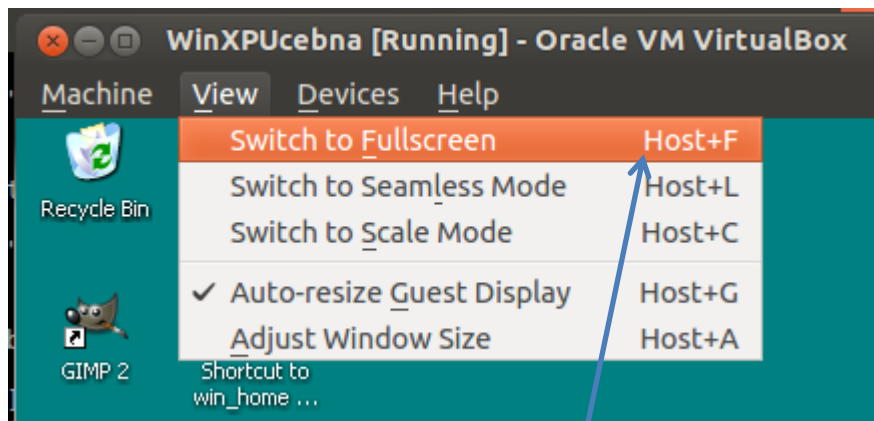 WinXPUcebna [Running] - Oracle VM VirtualBox
Machine View Devices Help
Switch to Fullscreen Host+F
Switch to Seamless Mode Host+L
Switch to Scale Mode Host+C
Auto-resize Guest Display Host+G
Adjust Window Size Host+A
Recycle Bin
GIMP 2
Shortcut to
win_home ...